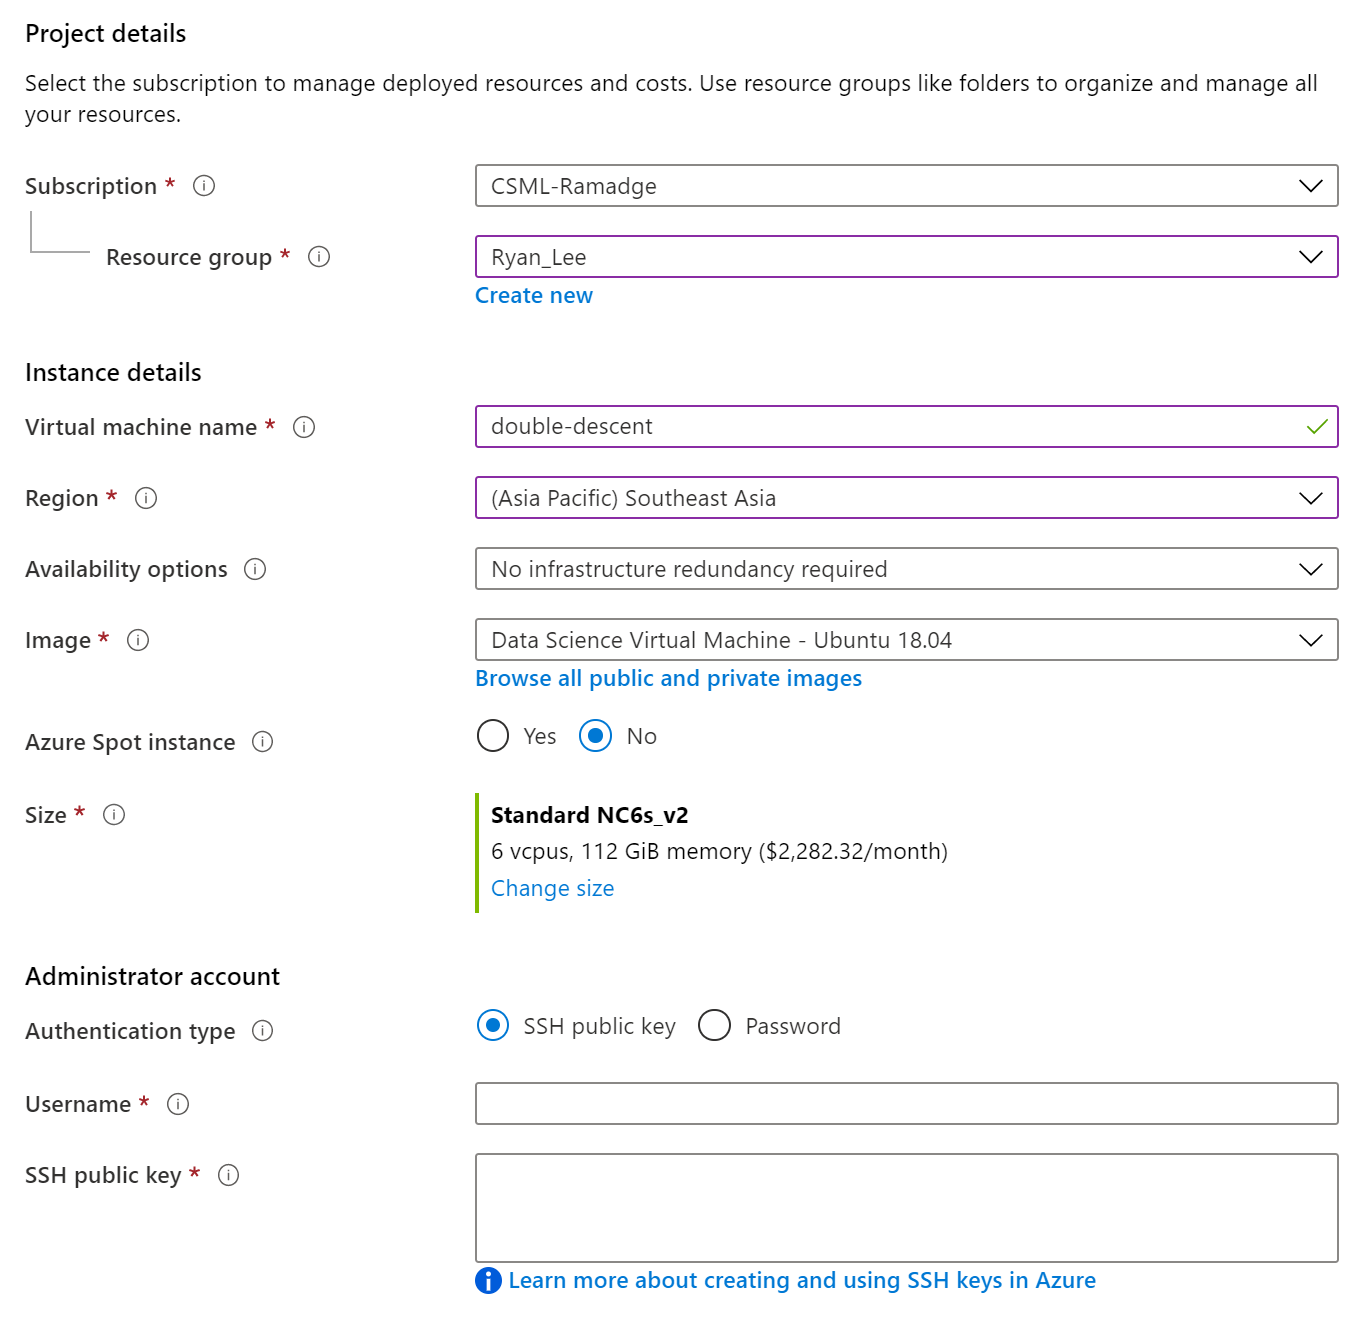 Project details
Select the subscription to manage deployed resources and costs. Use resource groups like folders to organize and manage all
your resources.
Subscription * CSML-Ramadge
Resource group * Ryan_Lee
Create new
Instance details
Virtual machine name * double-descent
Region * (Asia Pacific) Southeast Asia
Availability options No infrastructure redundancy required
Image * Data Science Virtual Machine - Ubuntu 18.04
Browse all public and private images
Azure Spot instance Yes No
Size * Standard NC6s_v2
6 vcpus, 112 GiB memory ($2,282.32/month)
Change size
Administrator account
Authentication type SSH public key Password
Username *
SSH public key *
Learn more about creating and using SSH keys in Azure